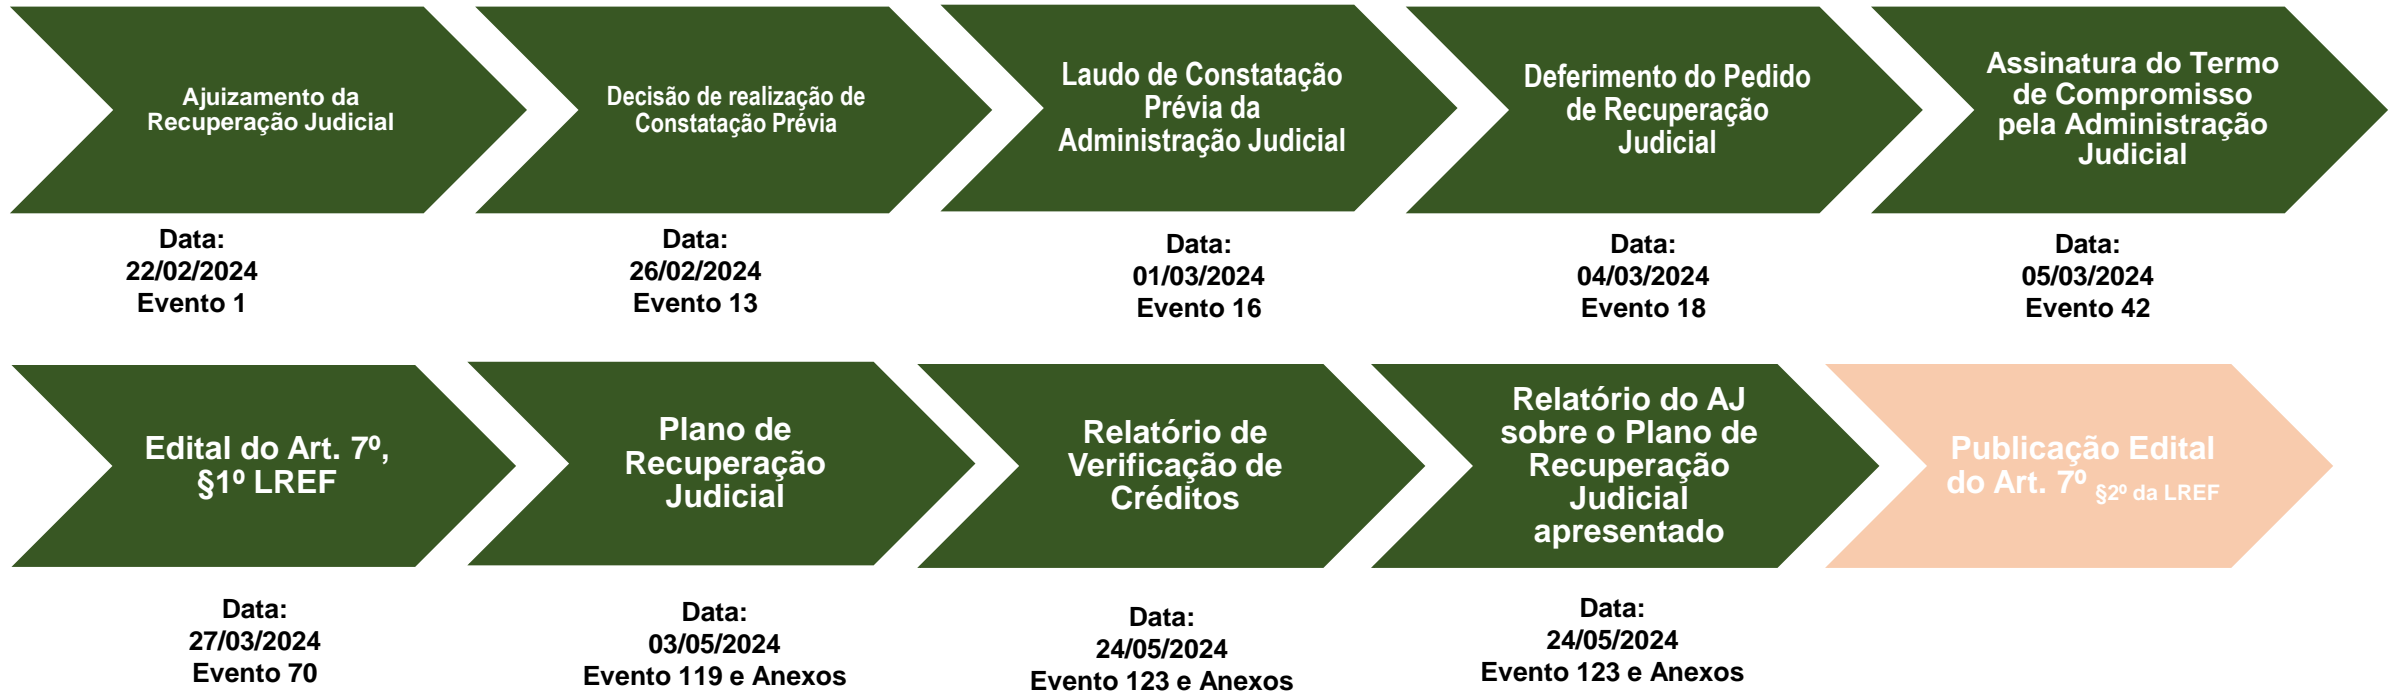 Ajuizamento da
Recuperação Judicial
Data:
22/02/2024
Evento 1
Decisão de realização de
Constatação Prévia
Data:
26/02/2024
Evento 13
Laudo de Constatação
Prévia da
Administração Judicial
Data:
01/03/2024
Evento 16
Deferimento do Pedido
de Recuperação
Judicial
Data:
04/03/2024
Evento 18
Assinatura do Termo
de Compromisso
pela Administração
Judicial
Data:
05/03/2024
Evento 42
Edital do Art. 7º,
§1º LREF
Data:
27/03/2024
Evento 70
Plano de
Recuperação
Judicial
Data:
03/05/2024
Evento 119 e Anexos
Relatório de
Verificação de
Créditos
Data:
24/05/2024
Evento 123 e Anexos
Relatório do AJ
sobre o Plano de
Recuperação
Judicial
apresentado
Data:
24/05/2024
Evento 123 e Anexos
Publicação Edital
do Art. 7º §2º da LREF